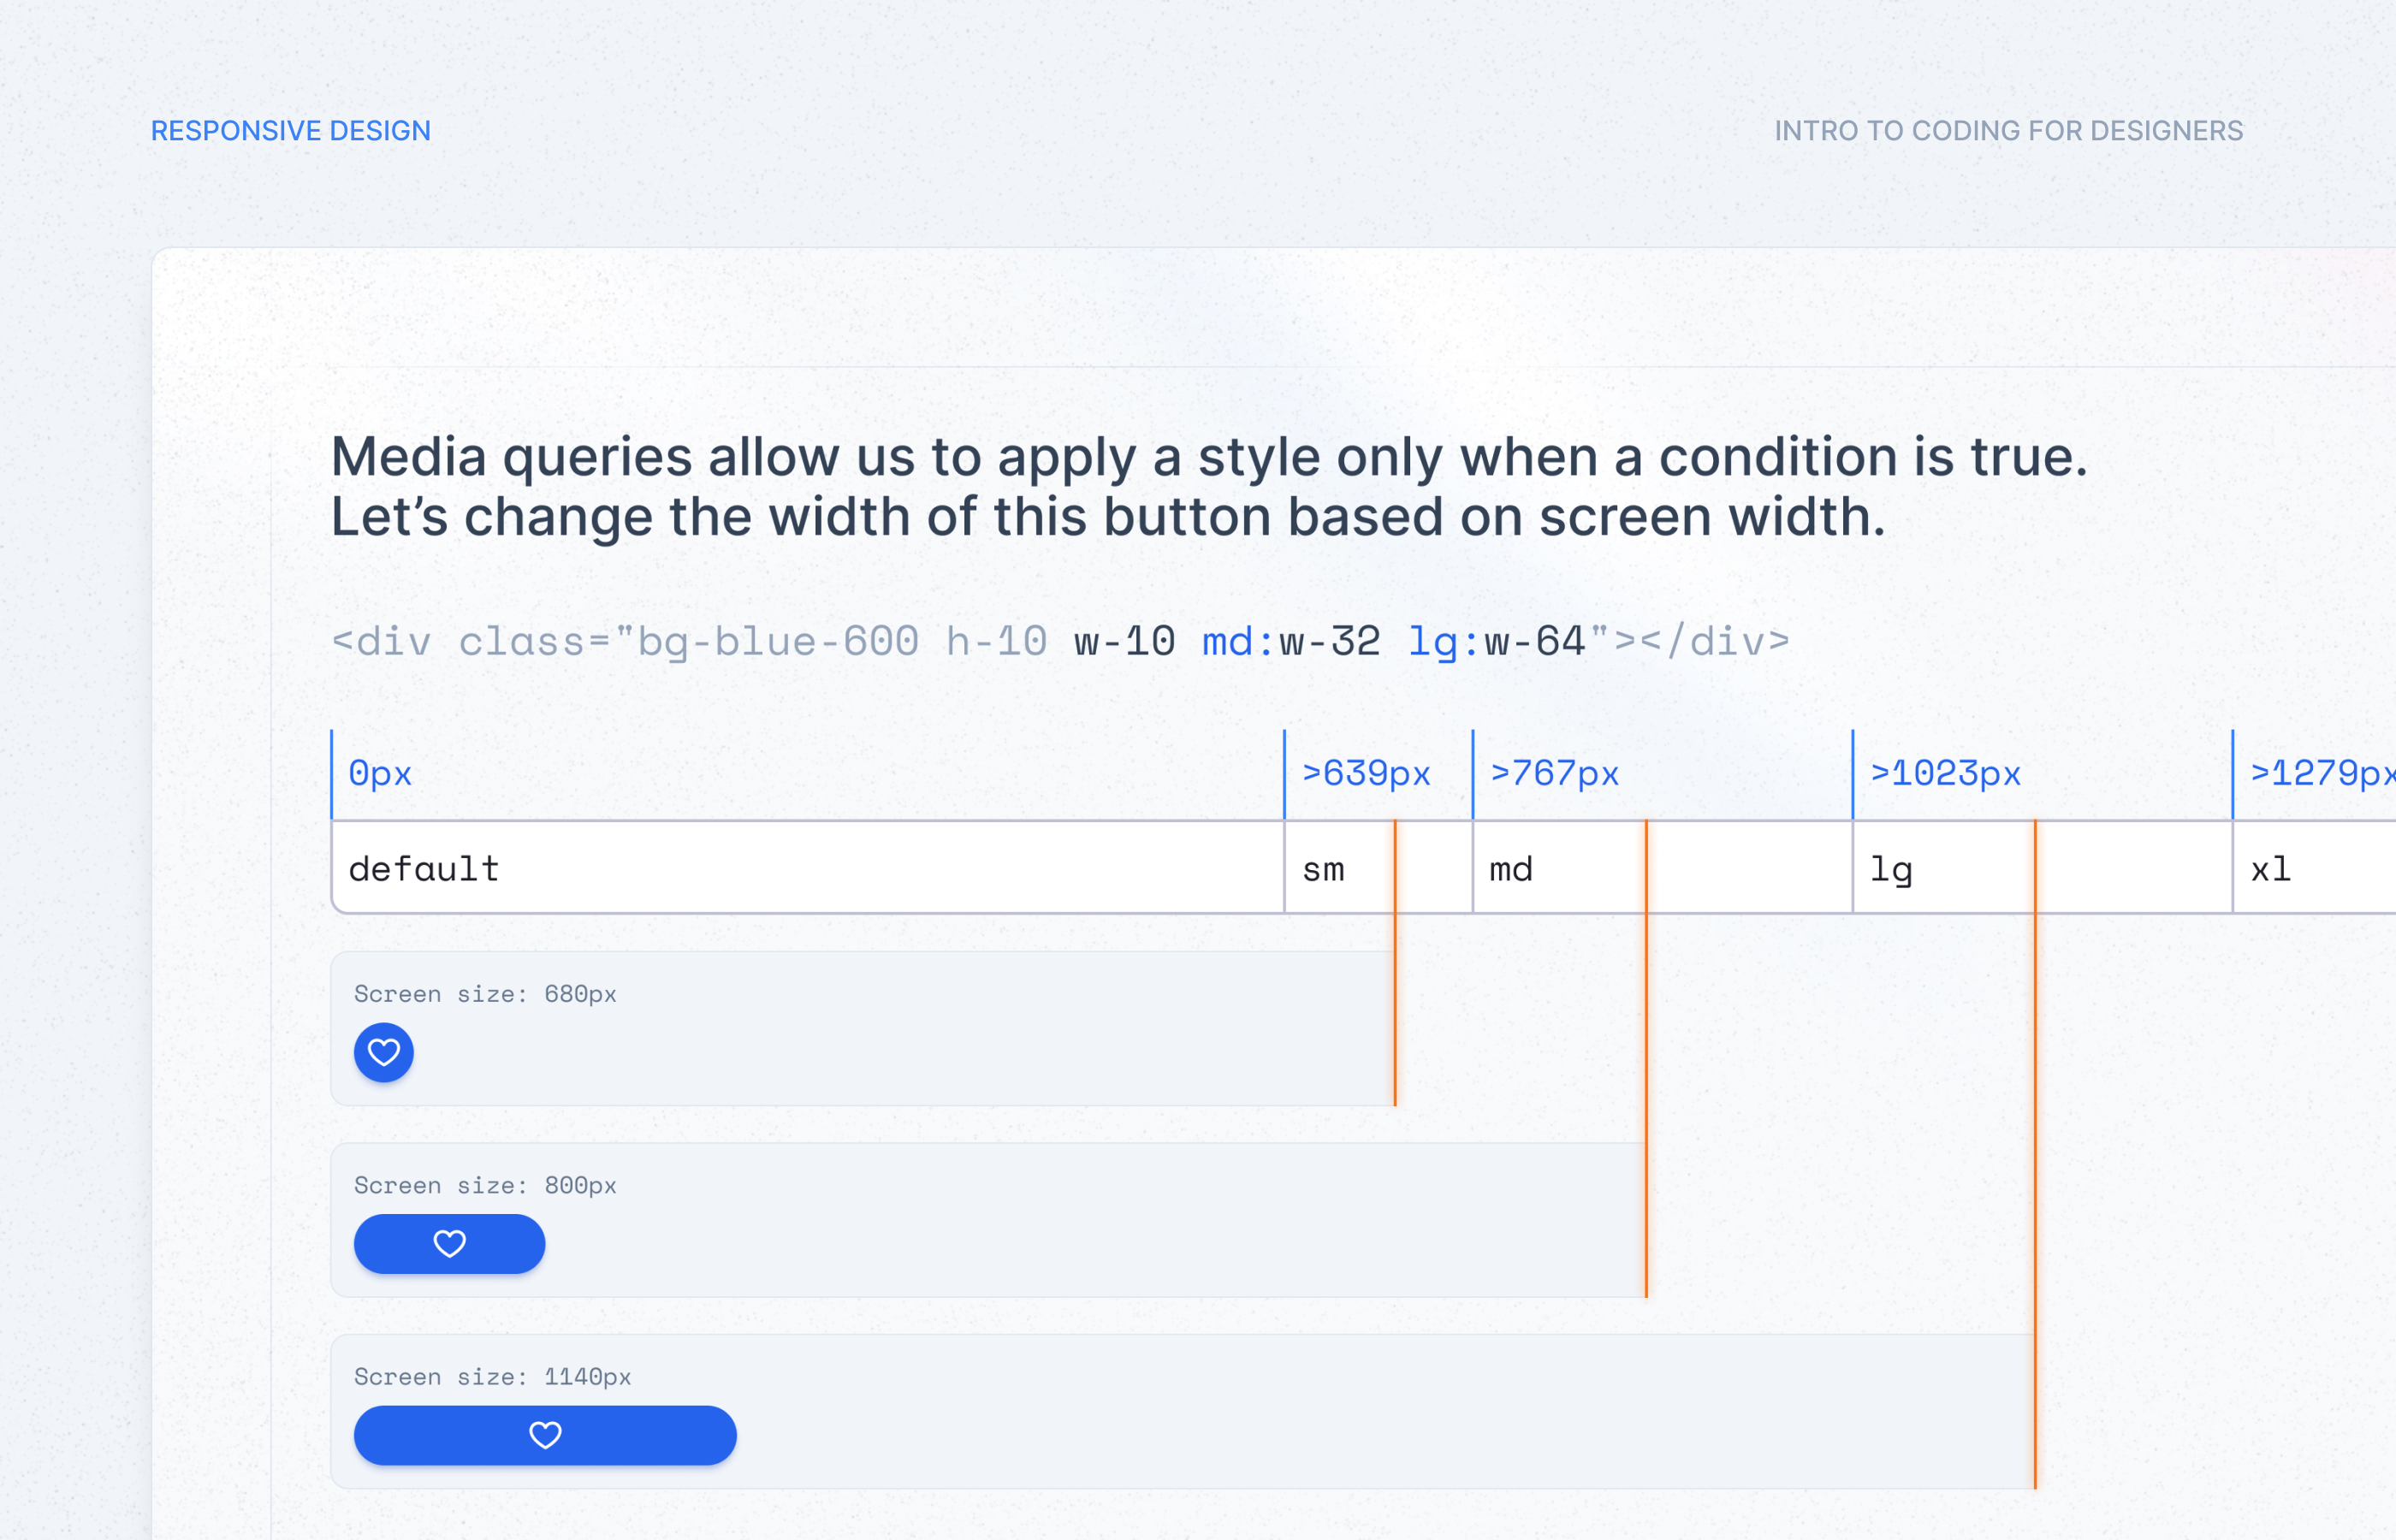 RESPONSIVE DESIGN
INTRO TO CODING FOR DESIGNERS
Media queries allow us to apply a style only when a condition is true.
Let’s change the width of this button based on screen width.
<div class="bg-blue-600 h-10 w-10 md:w-32 lg:w-64"></div>
0px >639px >767px >1023px >1279px
default sm md lg xl
Screen size: 680px
Screen size: 800px
Screen size: 1140px